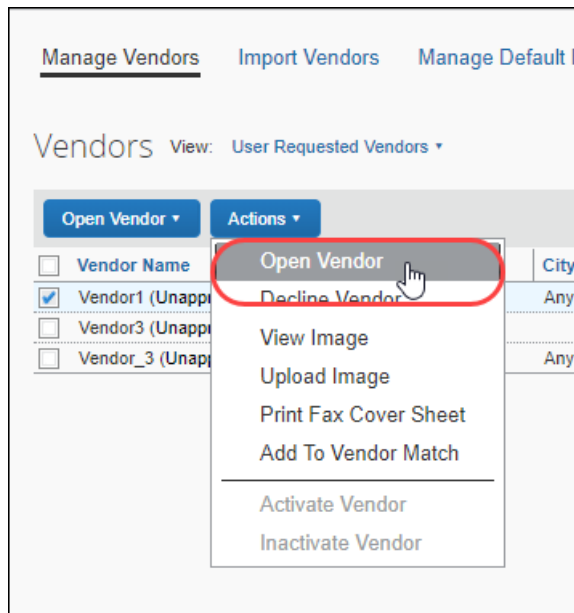 Manage Vendors Import Vendors Manage Default
Vendors View: User Requested Vendors
Open Vendor Actions
Vendor Name City
Vendor1 (Unappr Any
Vendor3 (Unappr
Vendor_3 (Unapp Any
Open Vendor
Decline Vendor
View Image
Upload Image
Print Fax Cover Sheet
Add To Vendor Match
Activate Vendor
Inactivate Vendor